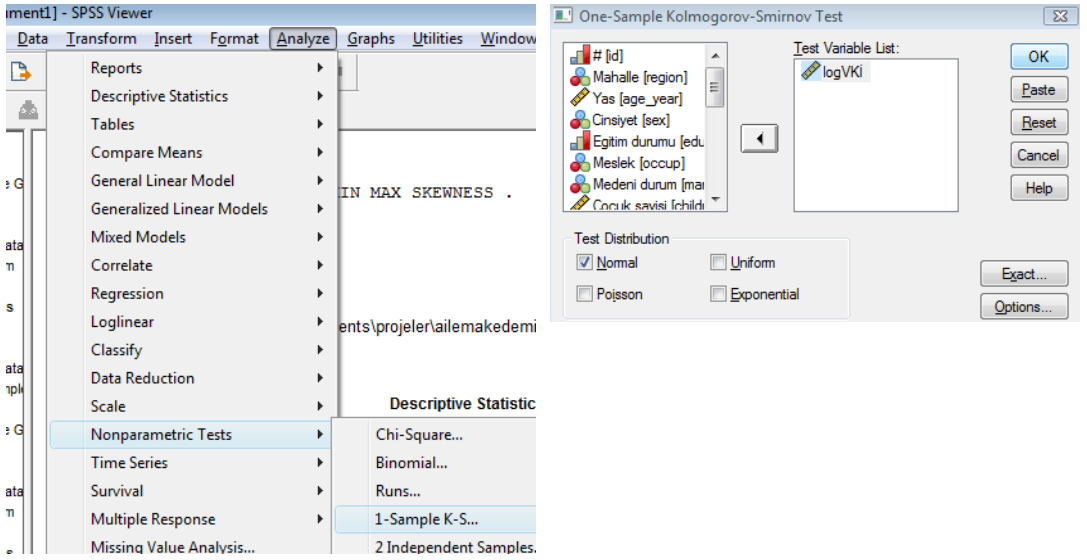 ument1] - SPSS Viewer
Data Transform Insert Format Analyze Graphs Utilities Window
Reports
Descriptive Statistics
Tables
Compare Means
General Linear Model
Generalized Linear Models
Mixed Models
Correlate
Regression
Loglinear
Classify
Data Reduction
Scale
Nonparametric Tests
Time Series
Survival
Multiple Response
Missing Value Analysis...
Chi-Square...
Binomial...
Runs...
1-Sample K-S...
2 Independent Samples.
IN MAX SKEWNESS .
ents\projeler\ailemakedemi
Descriptive Statistic
One-Sample Kolmogorov-Smirnov Test
# [id]
Mahalle [region]
Yas [age_year]
Cinsiyet [sex]
Egitim durumu [edu
Meslek [occup]
Medeni durum [mar
Cocuk sayisi [childr
Test Variable List:
logVKi
OK
Paste
Reset
Cancel
Help
Test Distribution
Normal
Uniform
Poisson
Exponential
Exact...
Options...